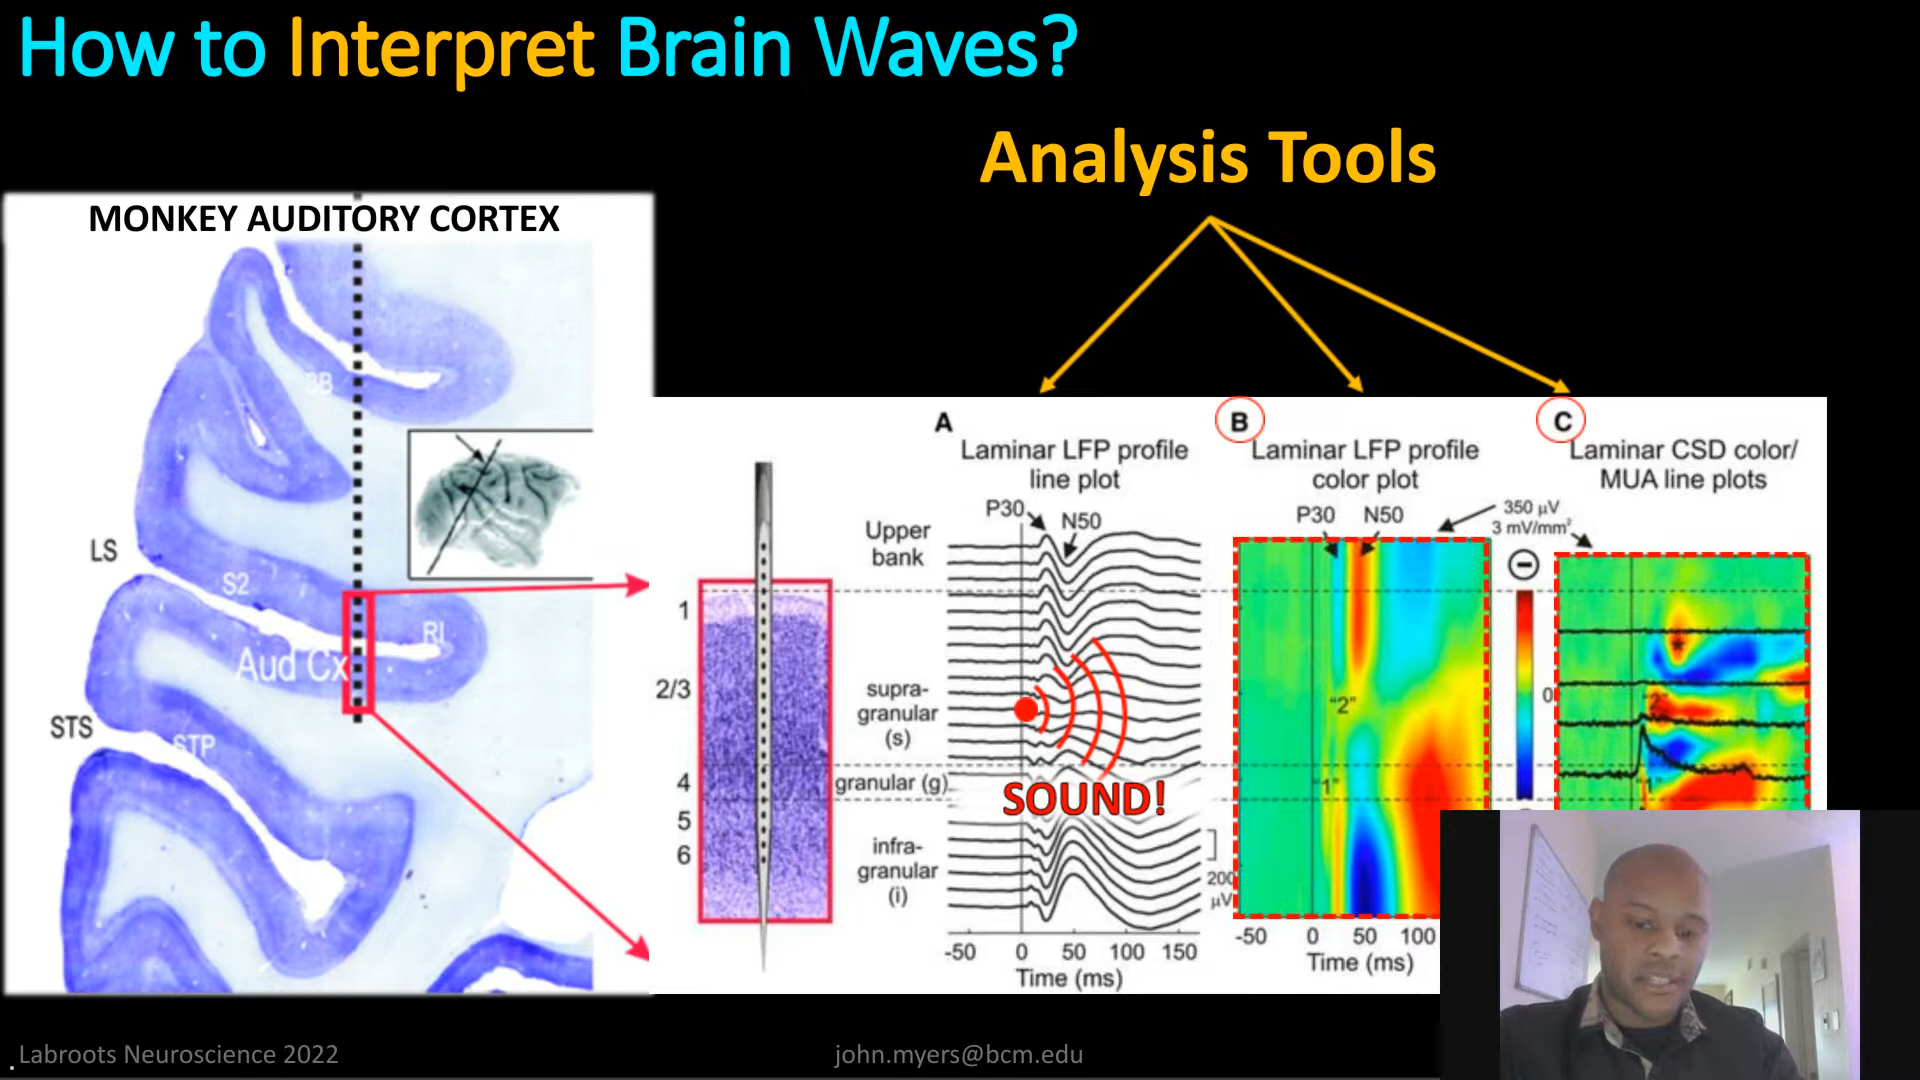 How to Interpret Brain Waves?
Analysis Tools
MONKEY AUDITORY CORTEX
3B
LS
S2
RI
Aud Cx
STS
STP
1
2/3
4
5
6
A
Laminar LFP profile
line plot
P30
N50
Upper
bank
supra-
granular
(s)
granular (g)
SOUND!
infra-
granular
(i)
200
μV
-50 0 50 100 150
Time (ms)
B
Laminar LFP profile
color plot
P30 N50
"2"
"1"
-50 0 50 100
Time (ms)
C
Laminar CSD color/
MUA line plots
350 μV
3 mV/mm²
−
0
*
"2"
"1"
Labroots Neuroscience 2022
john.myers@bcm.edu